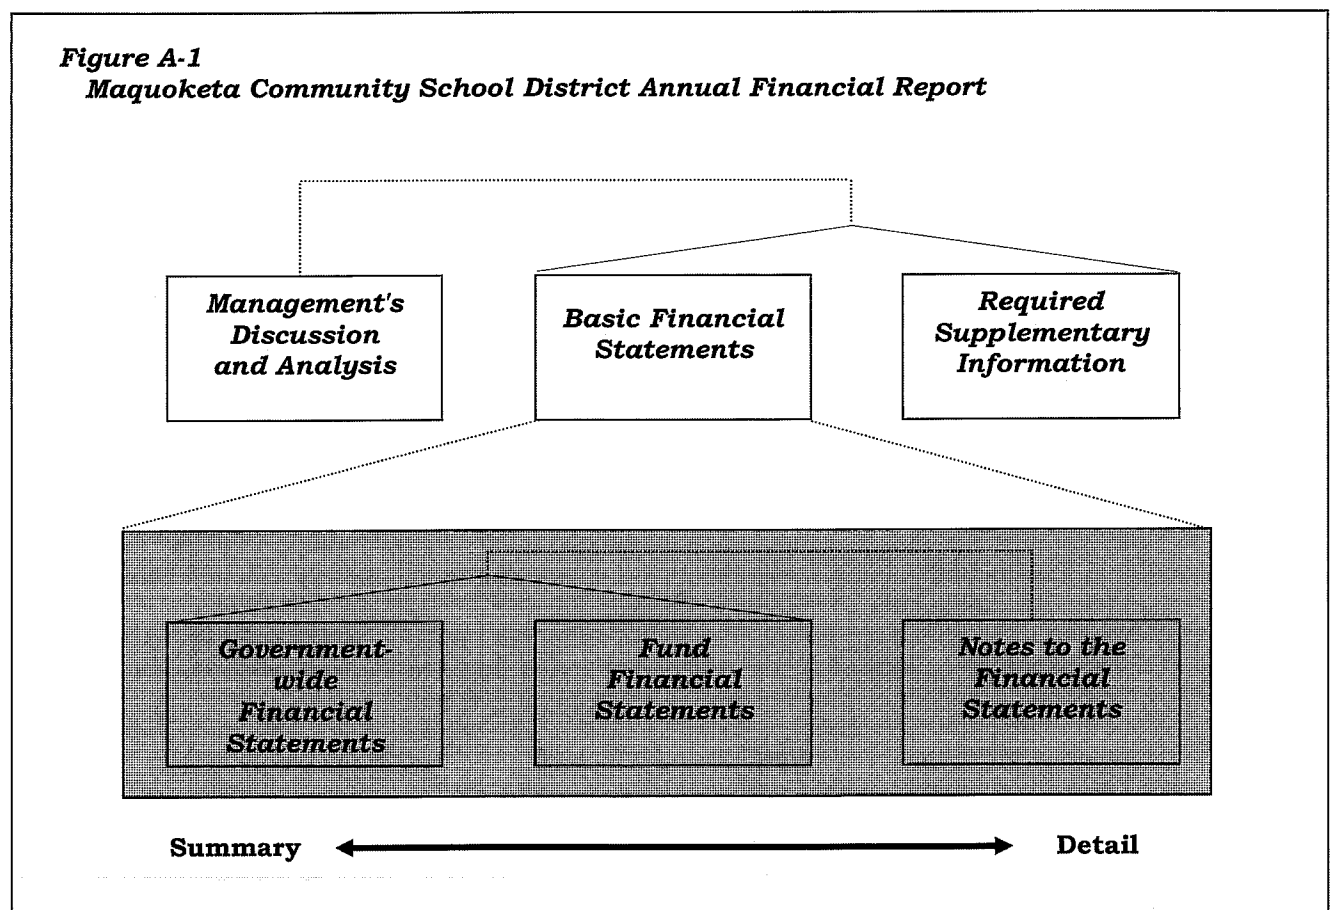 Figure A-1
Maquoketa Community School District Annual Financial Report
Management's
Discussion
and Analysis
Basic Financial
Statements
Required
Supplementary
Information
Government-
wide
Financial
Statements
Fund
Financial
Statements
Notes to the
Financial
Statements
Summary
Detail